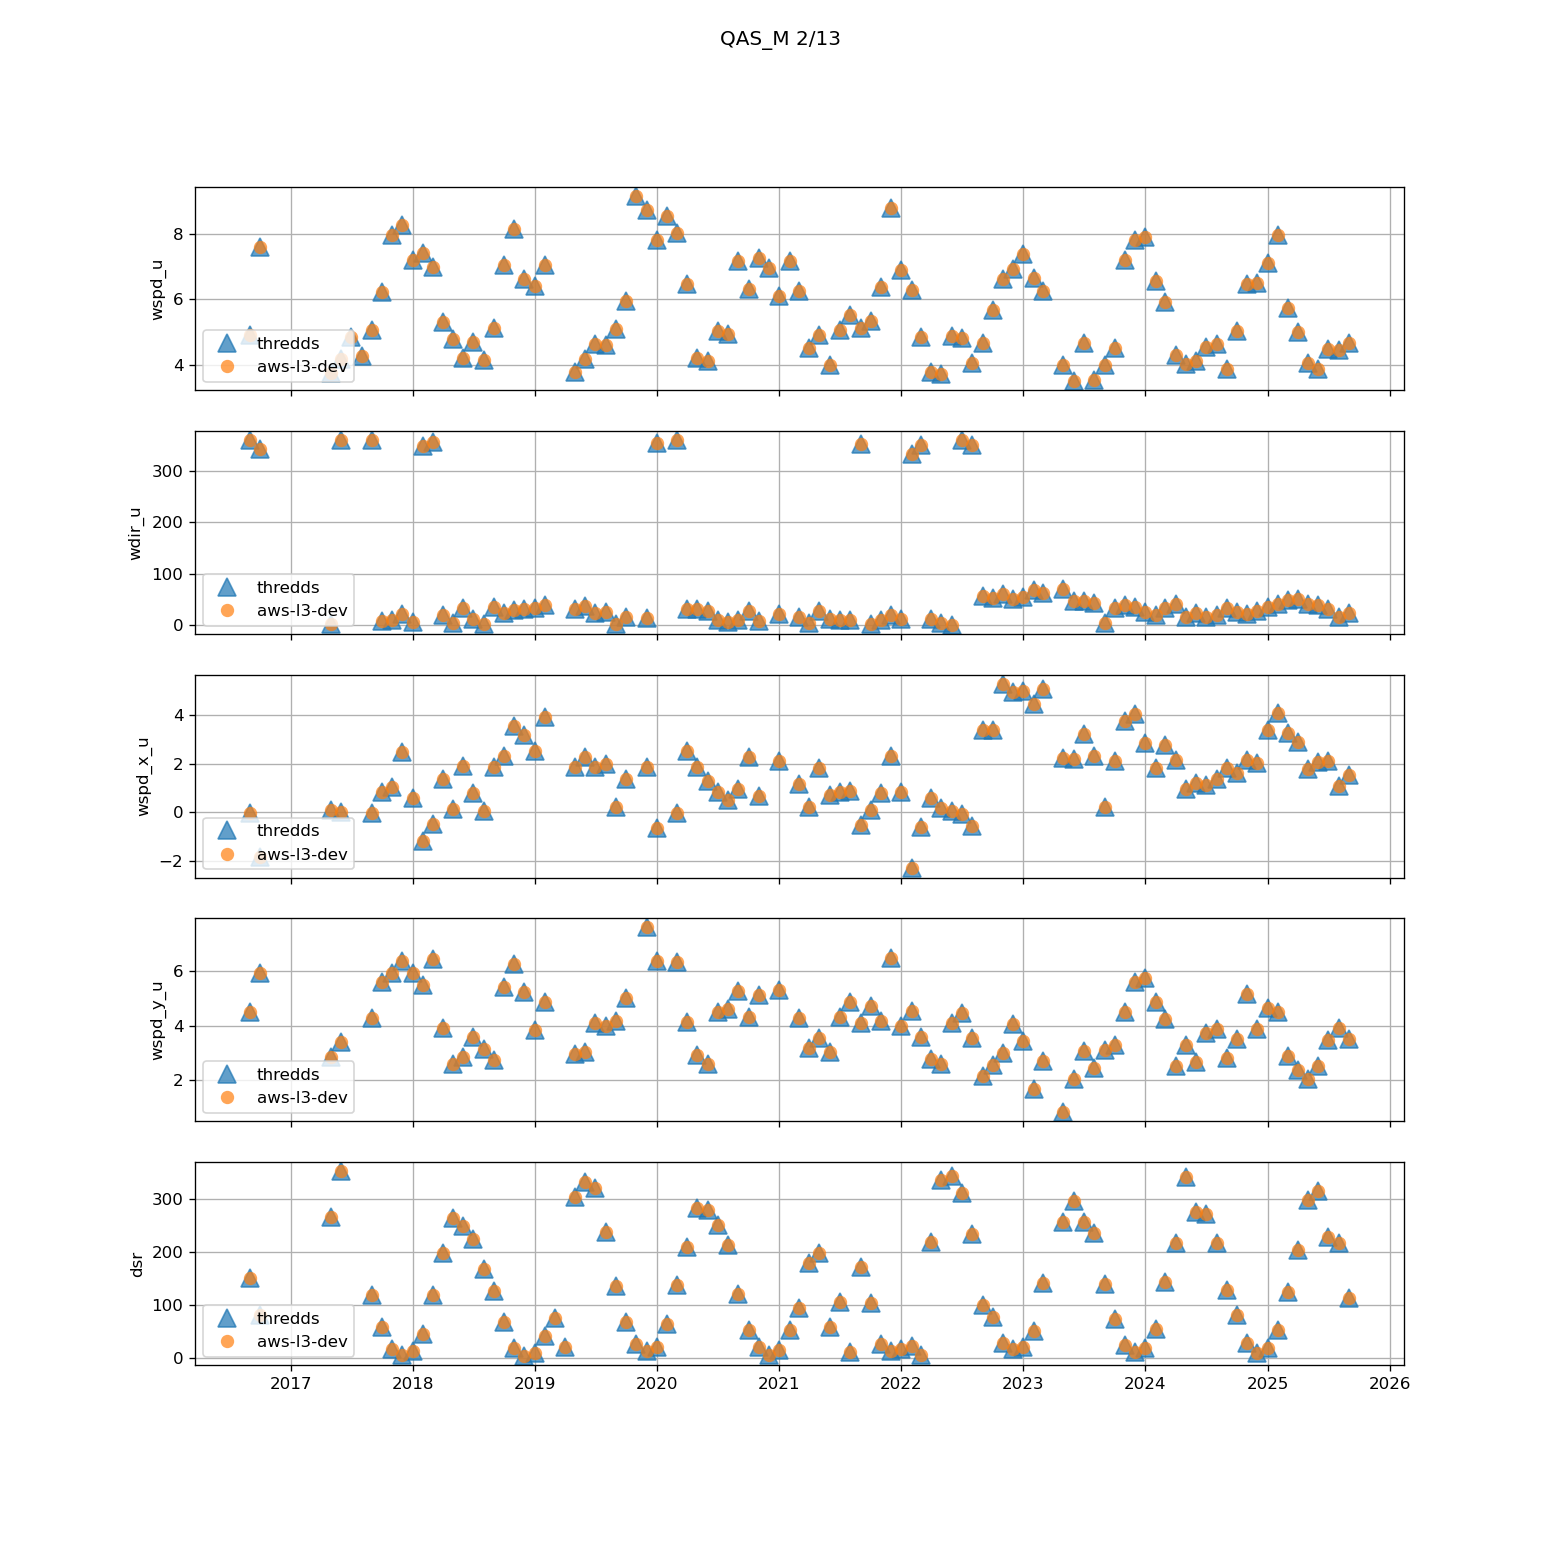 QAS_M 2/13
wspd_u
8
6
4
thredds
aws-l3-dev
wdir_u
300
200
100
0
thredds
aws-l3-dev
wspd_x_u
4
2
0
−2
thredds
aws-l3-dev
wspd_y_u
6
4
2
thredds
aws-l3-dev
dsr
300
200
100
0
thredds
aws-l3-dev
2017 2018 2019 2020 2021 2022 2023 2024 2025 2026